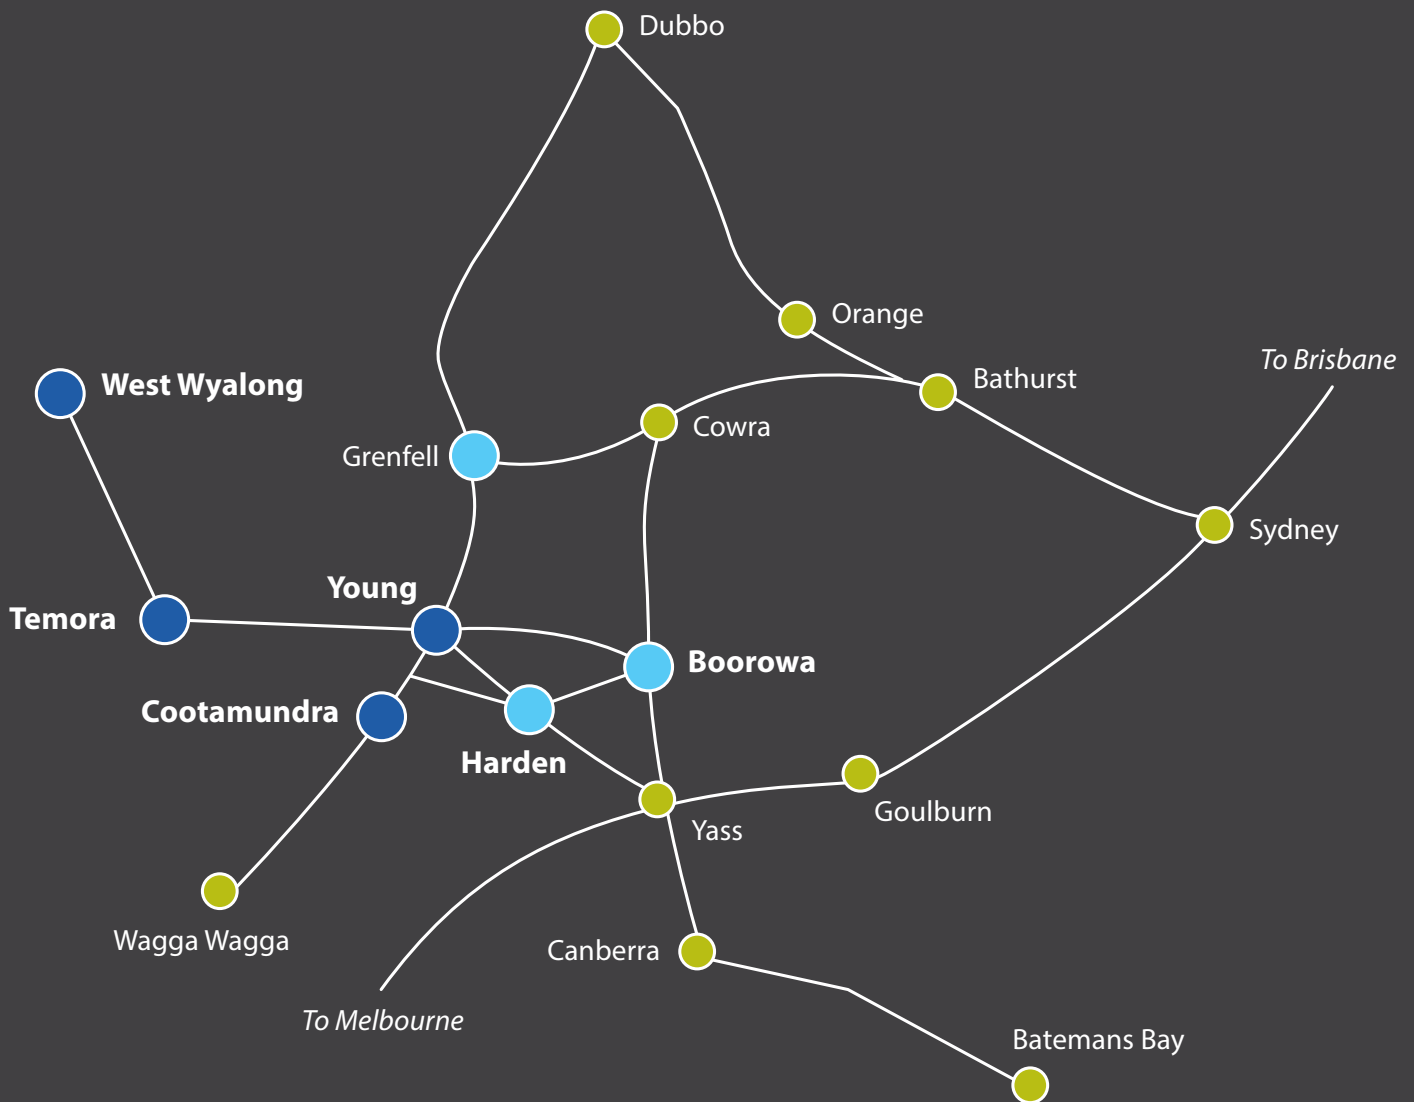 Dubbo
Orange
To Brisbane
Bathurst
West Wyalong
Cowra
Grenfell
Sydney
Young
Temora
Boorowa
Cootamundra
Harden
Goulburn
Yass
Wagga Wagga
Canberra
To Melbourne
Batemans Bay